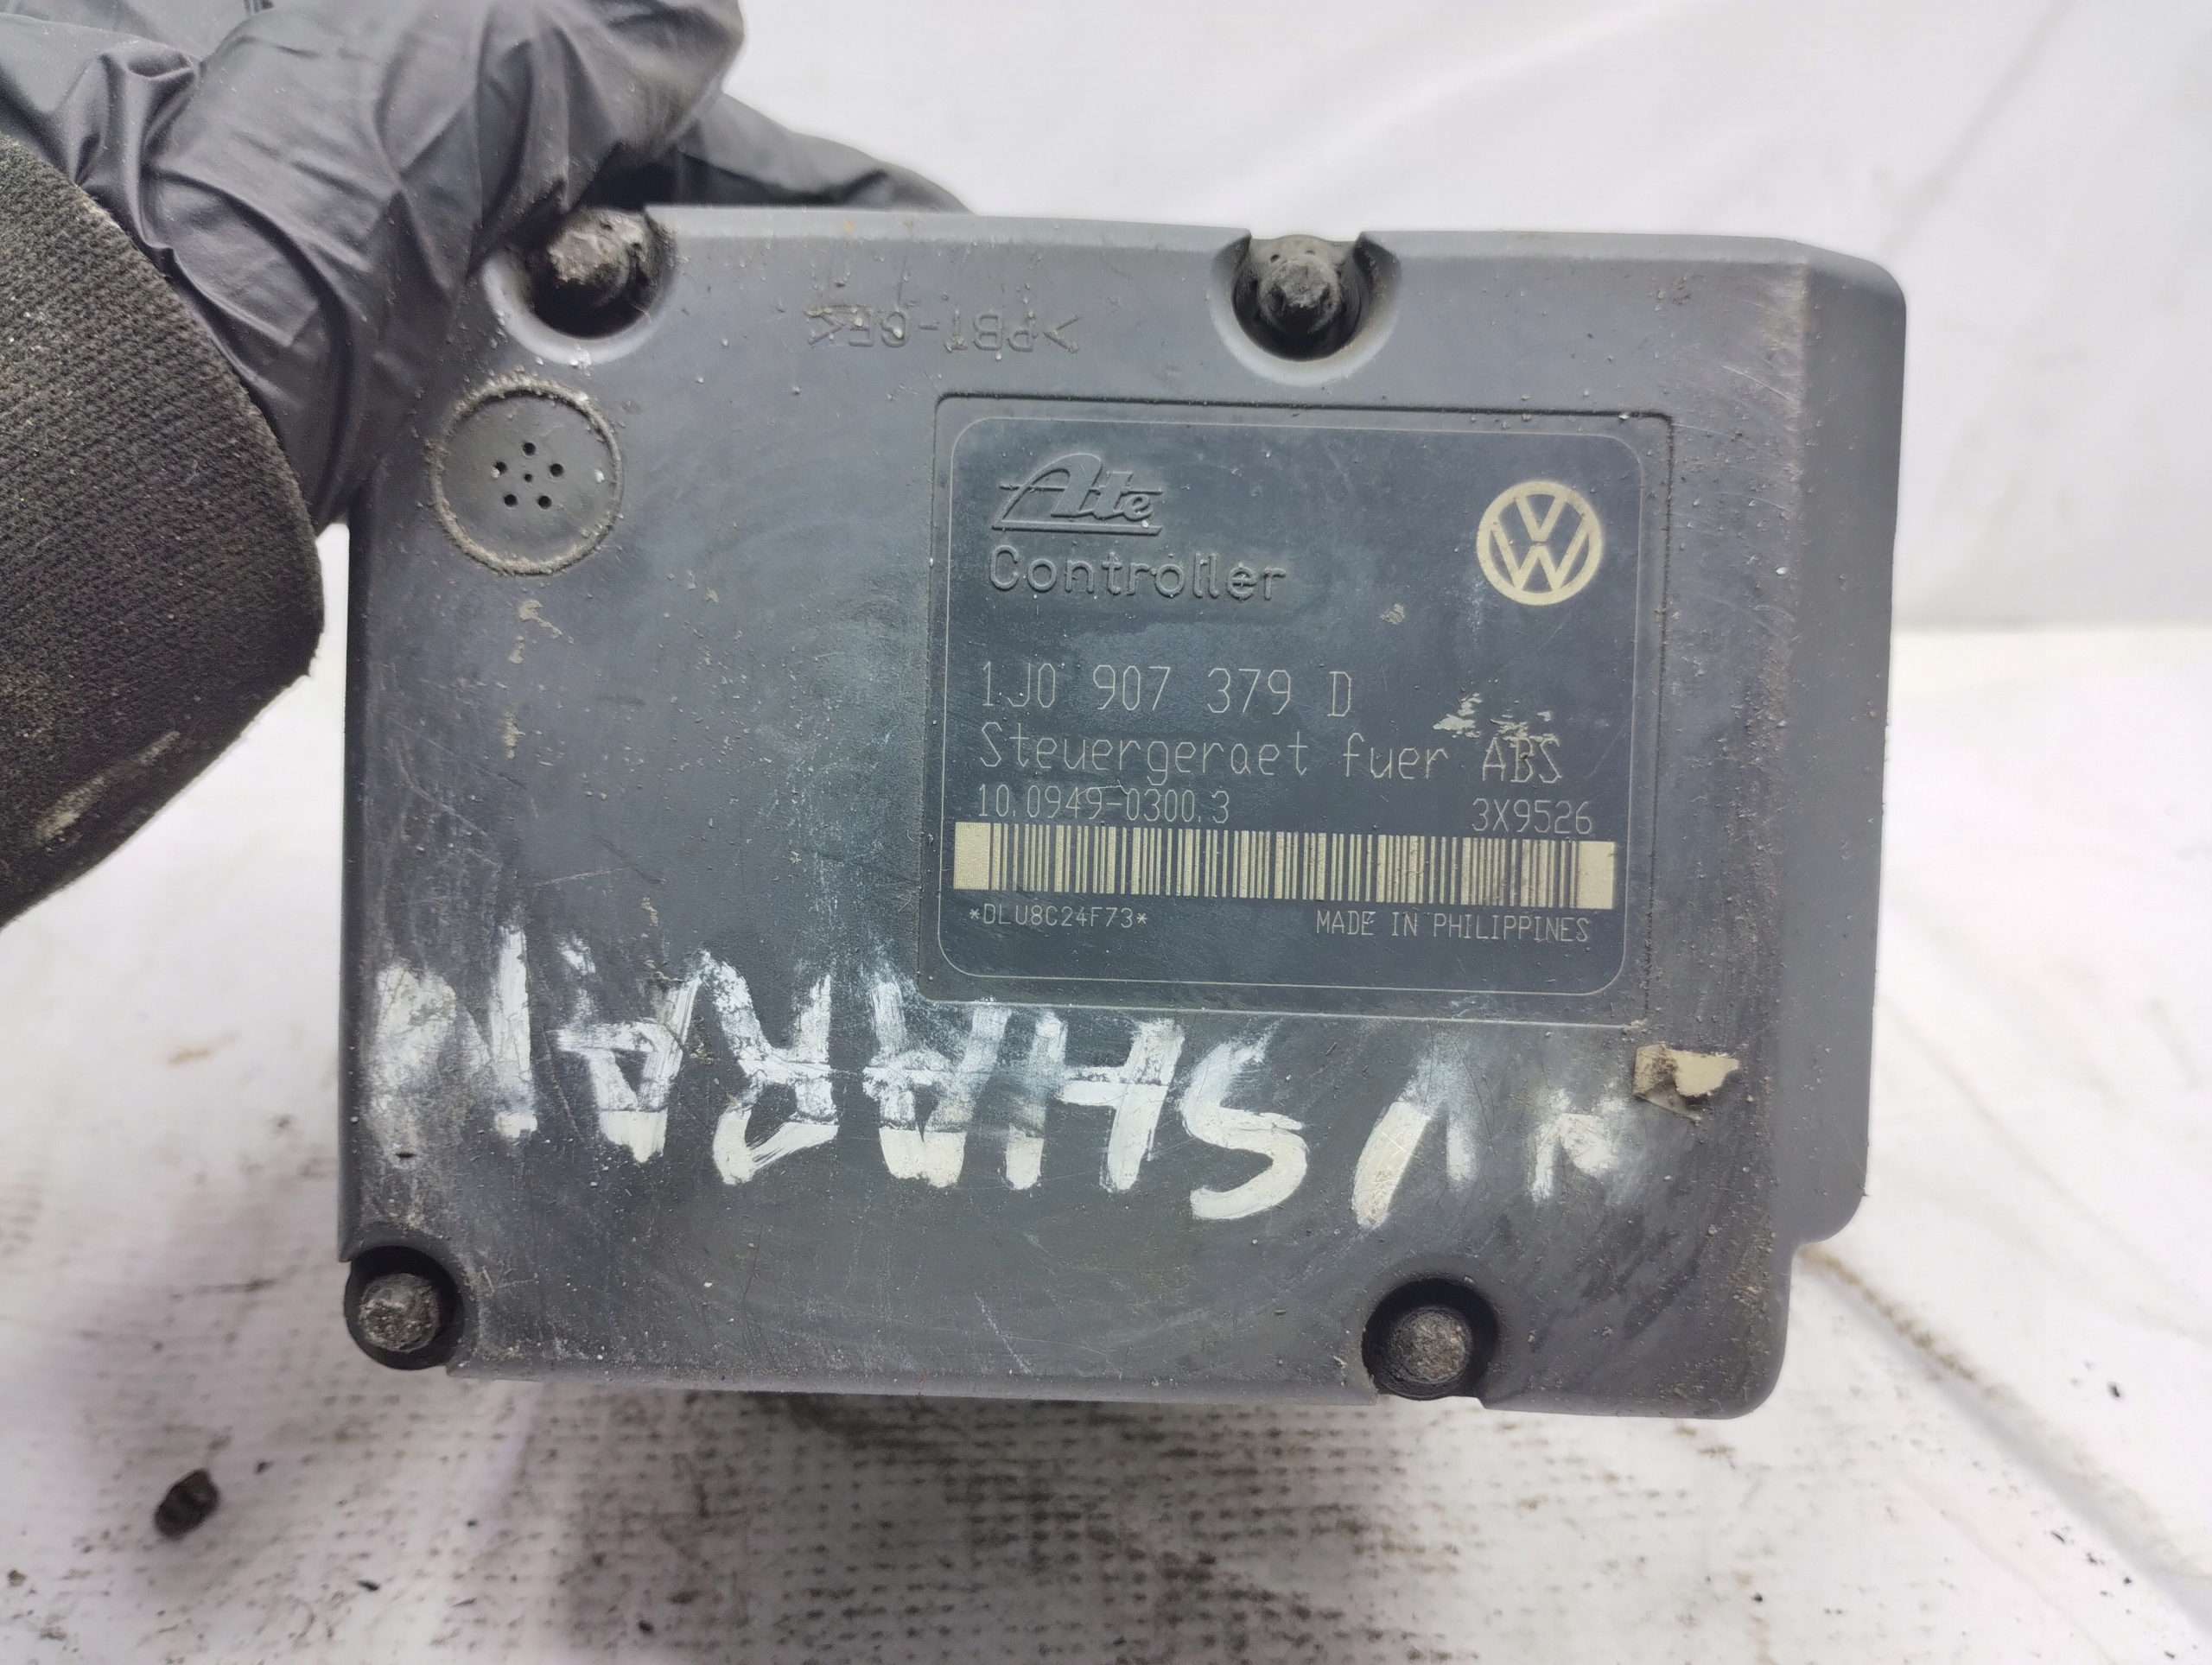 >PBT-GF<
Ate
Controller
1J0 907 379 D
Steuergeraet fuer ABS
10.0949-0300.3 3X9526
*DLU8C24F73* MADE IN PHILIPPINES
SHARAN